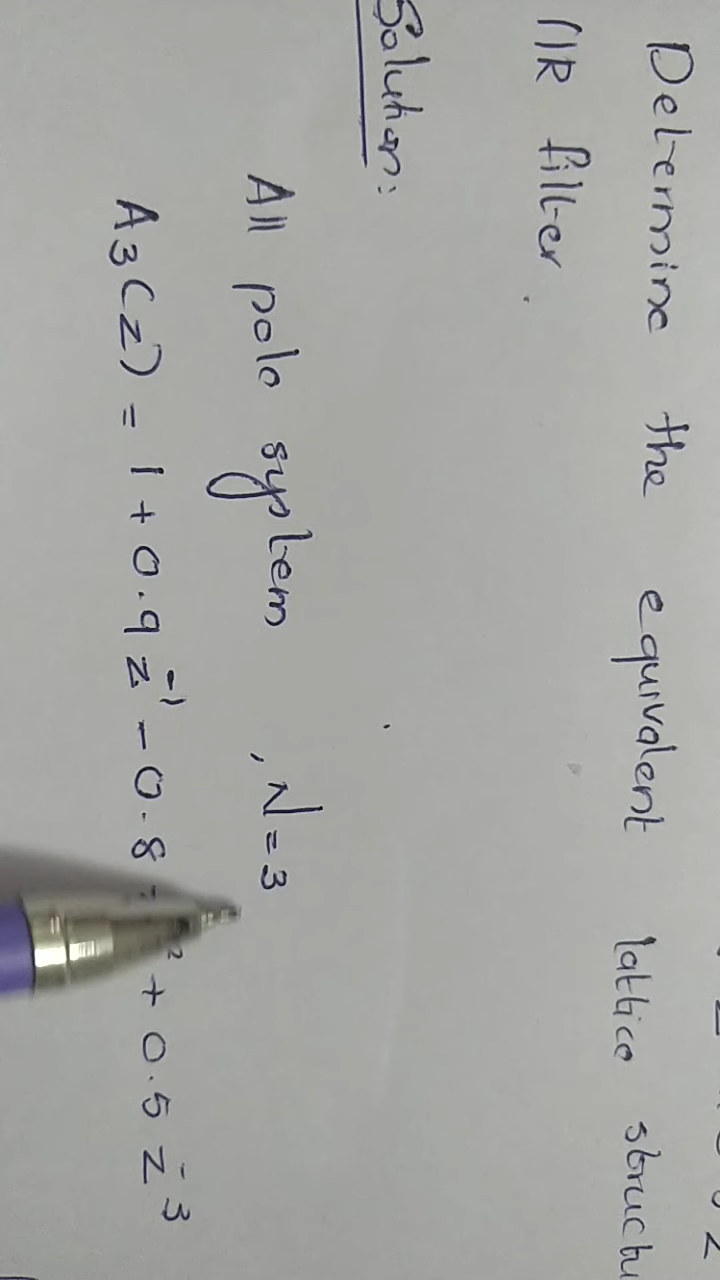 Determine the equivalent lattice
IIR filter.
Solution:
All pole system , N=3
A₃(z) = 1 + 0.9 z⁻¹ - 0.8 ² + 0.5 z⁻³